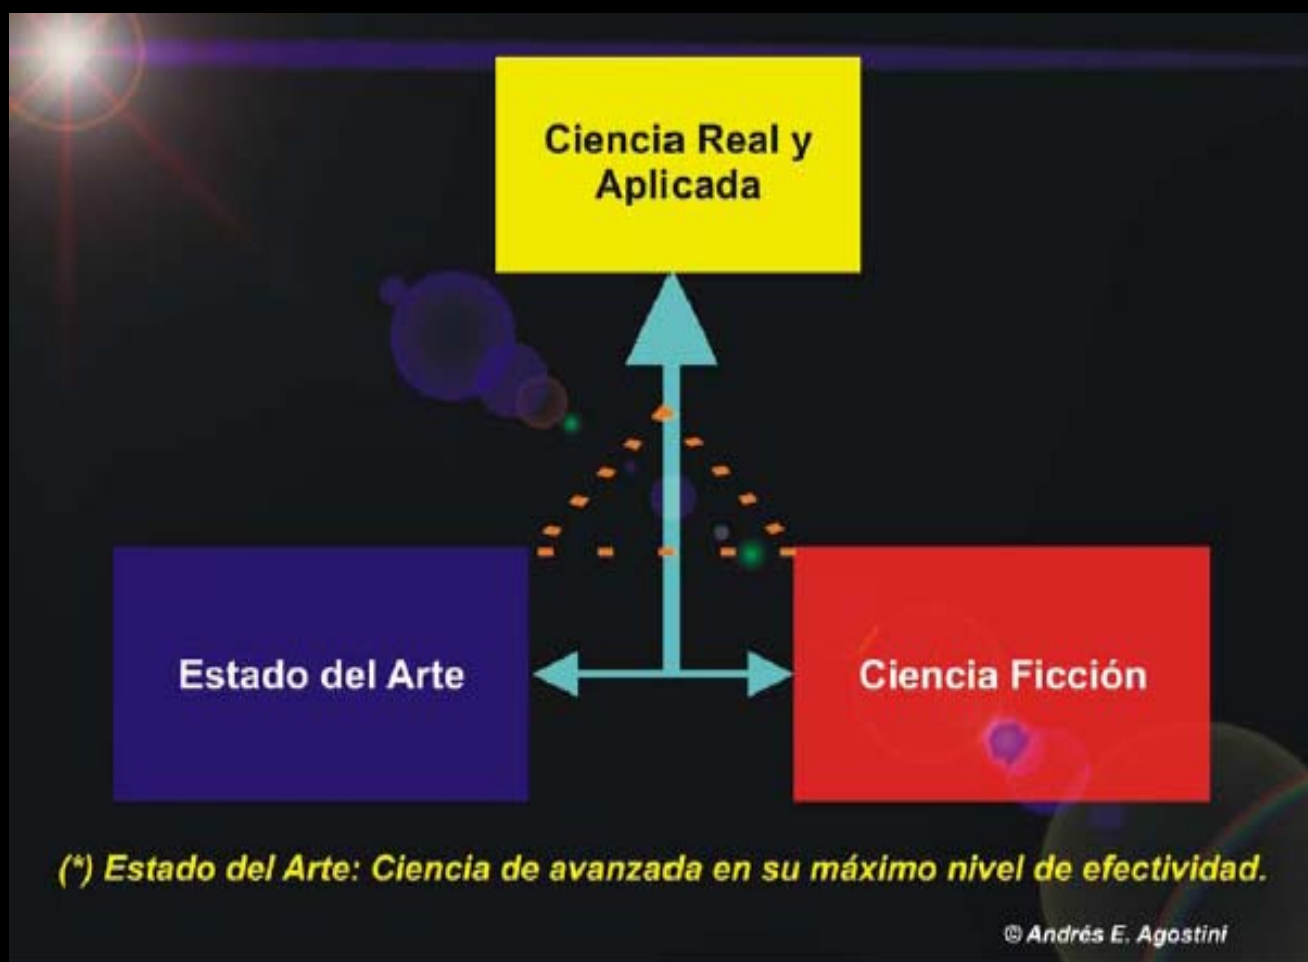 Ciencia Real y
Aplicada
Estado del Arte
Ciencia Ficción
(*) Estado del Arte: Ciencia de avanzada en su máximo nivel de efectividad.
© Andrés E. Agostini